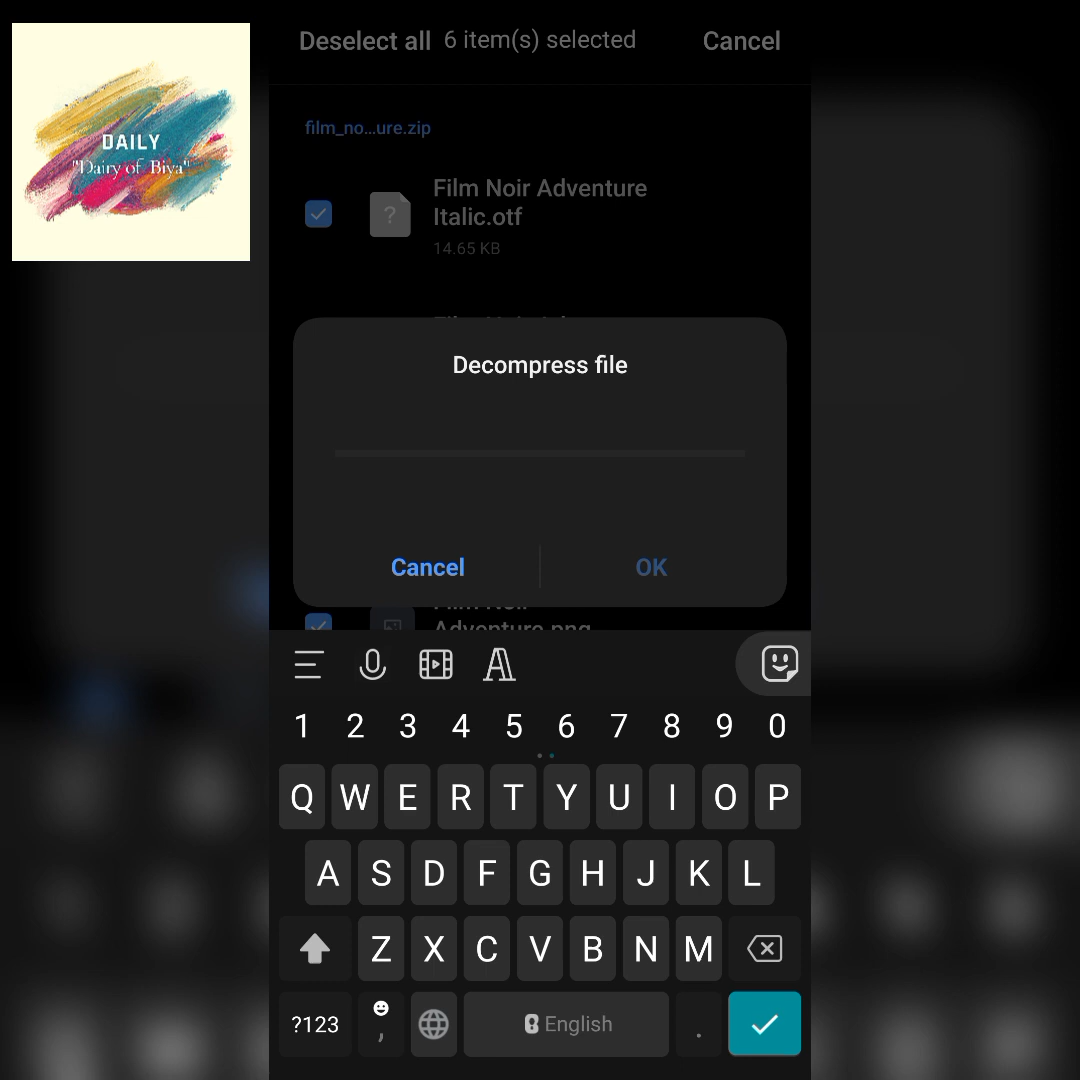 DAILY
"Dairy of Biya"
Deselect all 6 item(s) selected Cancel
film_no...ure.zip
Film Noir Adventure
Italic.otf
14.65 KB
Decompress file
Cancel OK
Adventure.png
1 2 3 4 5 6 7 8 9 0
Q W E R T Y U I O P
A S D F G H J K L
Z X C V B N M
?123 , English .